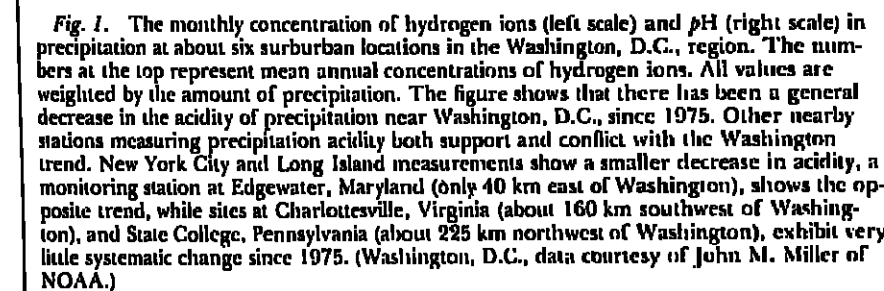 Fig. 1. The monthly concentration of hydrogen ions (left scale) and pH (right scale) in
precipitation at about six surburban locations in the Washington, D.C., region. The num-
bers at the top represent mean annual concentrations of hydrogen ions. All values are
weighted by the amount of precipitation. The figure shows that there has been a general
decrease in the acidity of precipitation near Washington, D.C., since 1975. Other nearby
stations measuring precipitation acidity both support and conflict with the Washington
trend. New York City and Long Island measurements show a smaller decrease in acidity, a
monitoring station at Edgewater, Maryland (only 40 km east of Washington), shows the op-
posite trend, while sites at Charlottesville, Virginia (about 160 km southwest of Washing-
ton), and State College, Pennsylvania (about 225 km northwest of Washington), exhibit very
little systematic change since 1975. (Washington, D.C., data courtesy of John M. Miller of
NOAA.)